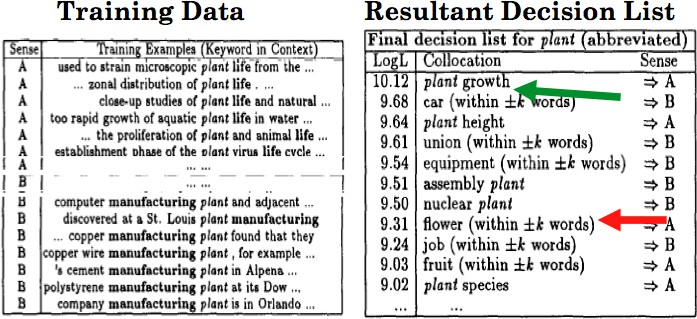 Training Data
Sense Training Examples (Keyword in Context)
A used to strain microscopic plant life from the ...
A ... zonal distribution of plant life . ...
A close-up studies of plant life and natural ...
A too rapid growth of aquatic plant life in water ...
A ... the proliferation of plant and animal life ...
A establishment phase of the plant virus life cycle ...
A ... ...
B ... ...
B computer manufacturing plant and adjacent ...
B discovered at a St. Louis plant manufacturing
B ... copper manufacturing plant found that they
B copper wire manufacturing plant , for example ...
B 's cement manufacturing plant in Alpena ...
B polystyrene manufacturing plant at its Dow ...
B company manufacturing plant is in Orlando ...
Resultant Decision List
Final decision list for plant (abbreviated)
LogL Collocation Sense
10.12 plant growth ⇒ A
9.68 car (within ±k words) ⇒ B
9.64 plant height ⇒ A
9.61 union (within ±k words) ⇒ B
9.54 equipment (within ±k words) ⇒ B
9.51 assembly plant ⇒ B
9.50 nuclear plant ⇒ B
9.31 flower (within ±k words) ⇒ A
9.24 job (within ±k words) ⇒ B
9.03 fruit (within ±k words) ⇒ A
9.02 plant species ⇒ A
... ...